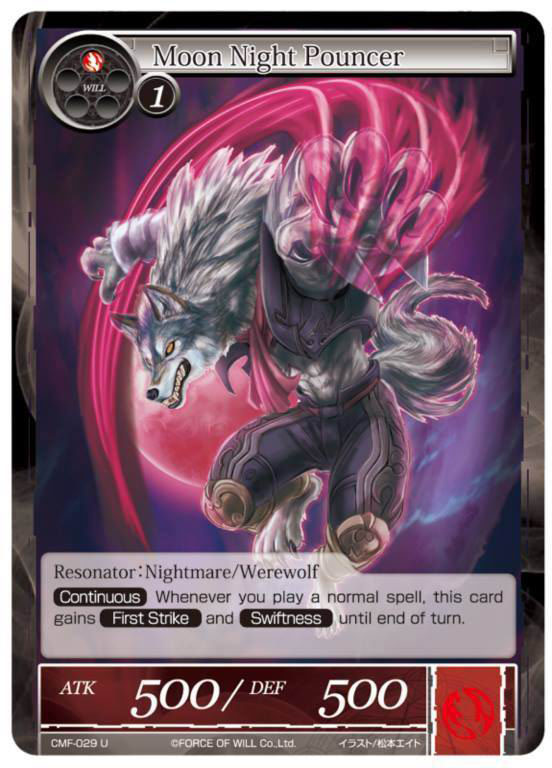 Moon Night Pouncer
WILL
1
Resonator:Nightmare/Werewolf
Continuous Whenever you play a normal spell, this card
gains First Strike and Swiftness until end of turn.
ATK 500/ DEF 500
CMF-029 U ©FORCE OF WILL Co.,Ltd. イラスト/松本エイト